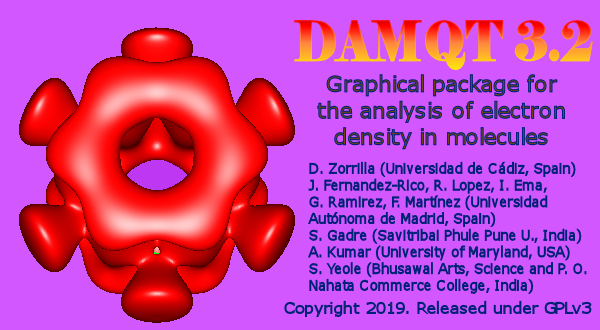 DAMQT 3.2
Graphical package for
the analysis of electron
density in molecules
D. Zorrilla (Universidad de Cádiz, Spain)
J. Fernandez-Rico, R. Lopez, I. Ema,
G. Ramirez, F. Martínez (Universidad
Autónoma de Madrid, Spain)
S. Gadre (Savitribai Phule Pune U., India)
A. Kumar (University of Maryland, USA)
S. Yeole (Bhusawal Arts, Science and P. O.
Nahata Commerce College, India)
Copyright 2019. Released under GPLv3